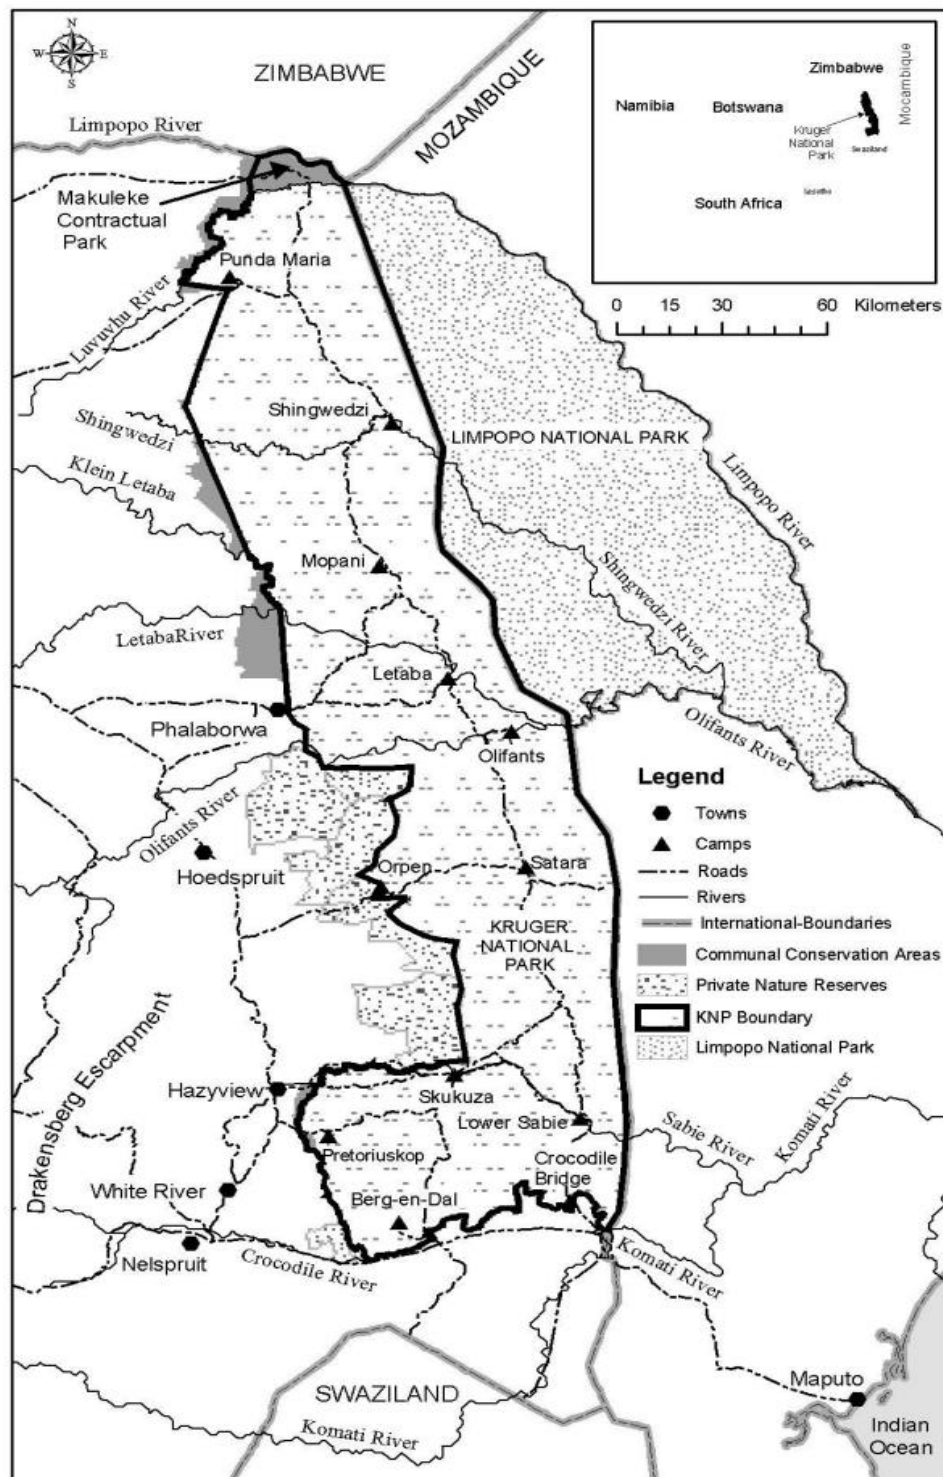 N
W
E
S
ZIMBABWE
MOZAMBIQUE
Limpopo River
Makuleke
Contractual
Park
Zimbabwe
Mocambique
Namibia
Botswana
Kruger
National
Park
Swaziland
Lesotho
South Africa
0 15 30 60 Kilometers
Punda Maria
Luvuvhu River
Shingwedzi
Shingwedzi
Klein Letaba
LIMPOPO NATIONAL PARK
Limpopo River
Shingwedzi River
Mopani
LetabaRiver
Letaba
Phalaborwa
Olifants
Olifants River
Olifants River
Hoedspruit
Orpen
Satara
KRUGER
NATIONAL
PARK
Legend
Towns
Camps
Roads
Rivers
International-Boundaries
Communal Conservation Areas
Private Nature Reserves
KNP Boundary
Limpopo National Park
Drakensberg Escarpment
Hazyview
Skukuza
Lower Sabie
Sabie River
Komati River
Pretoriuskop
Crocodile
Bridge
White River
Berg-en-Dal
Nelspruit
Crocodile River
Komati River
SWAZILAND
Komati River
Maputo
Indian
Ocean